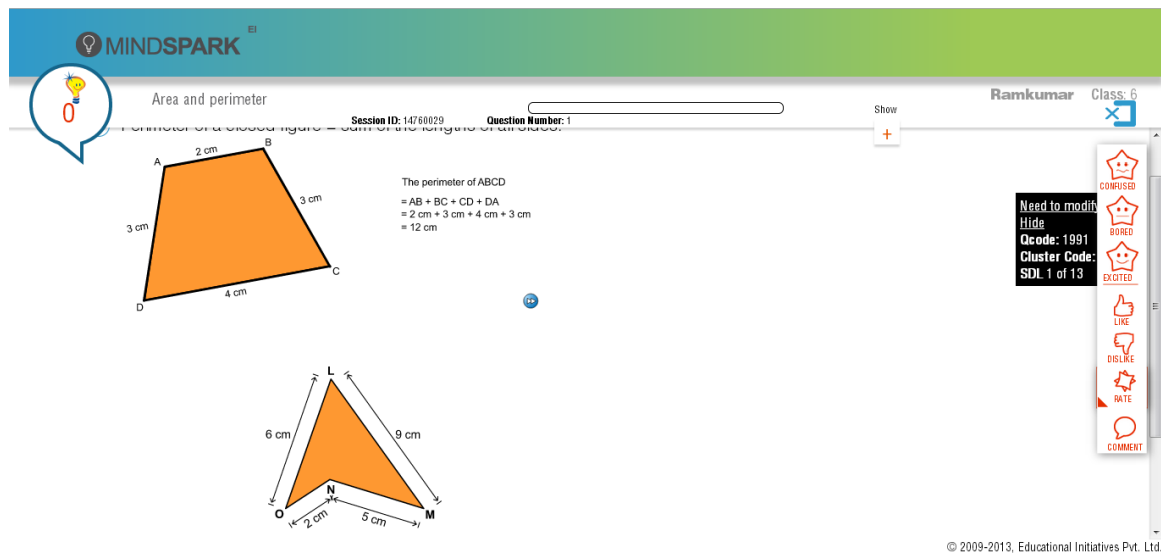 MINDSPARK EI
0
Area and perimeter
Ramkumar Class: 6
Session ID: 14760029 Question Number: 1
Show
+
Perimeter of a closed figure = sum of the lengths of all sides.
A
2 cm
B
3 cm
3 cm
C
4 cm
D
The perimeter of ABCD
= AB + BC + CD + DA
= 2 cm + 3 cm + 4 cm + 3 cm
= 12 cm
Need to modify
Hide
Qcode: 1991
Cluster Code:
SDL 1 of 13
CONFUSED
BORED
EXCITED
LIKE
DISLIKE
RATE
COMMENT
L
6 cm
9 cm
N
O
M
2 cm
5 cm
© 2009-2013, Educational Initiatives Pvt. Ltd.